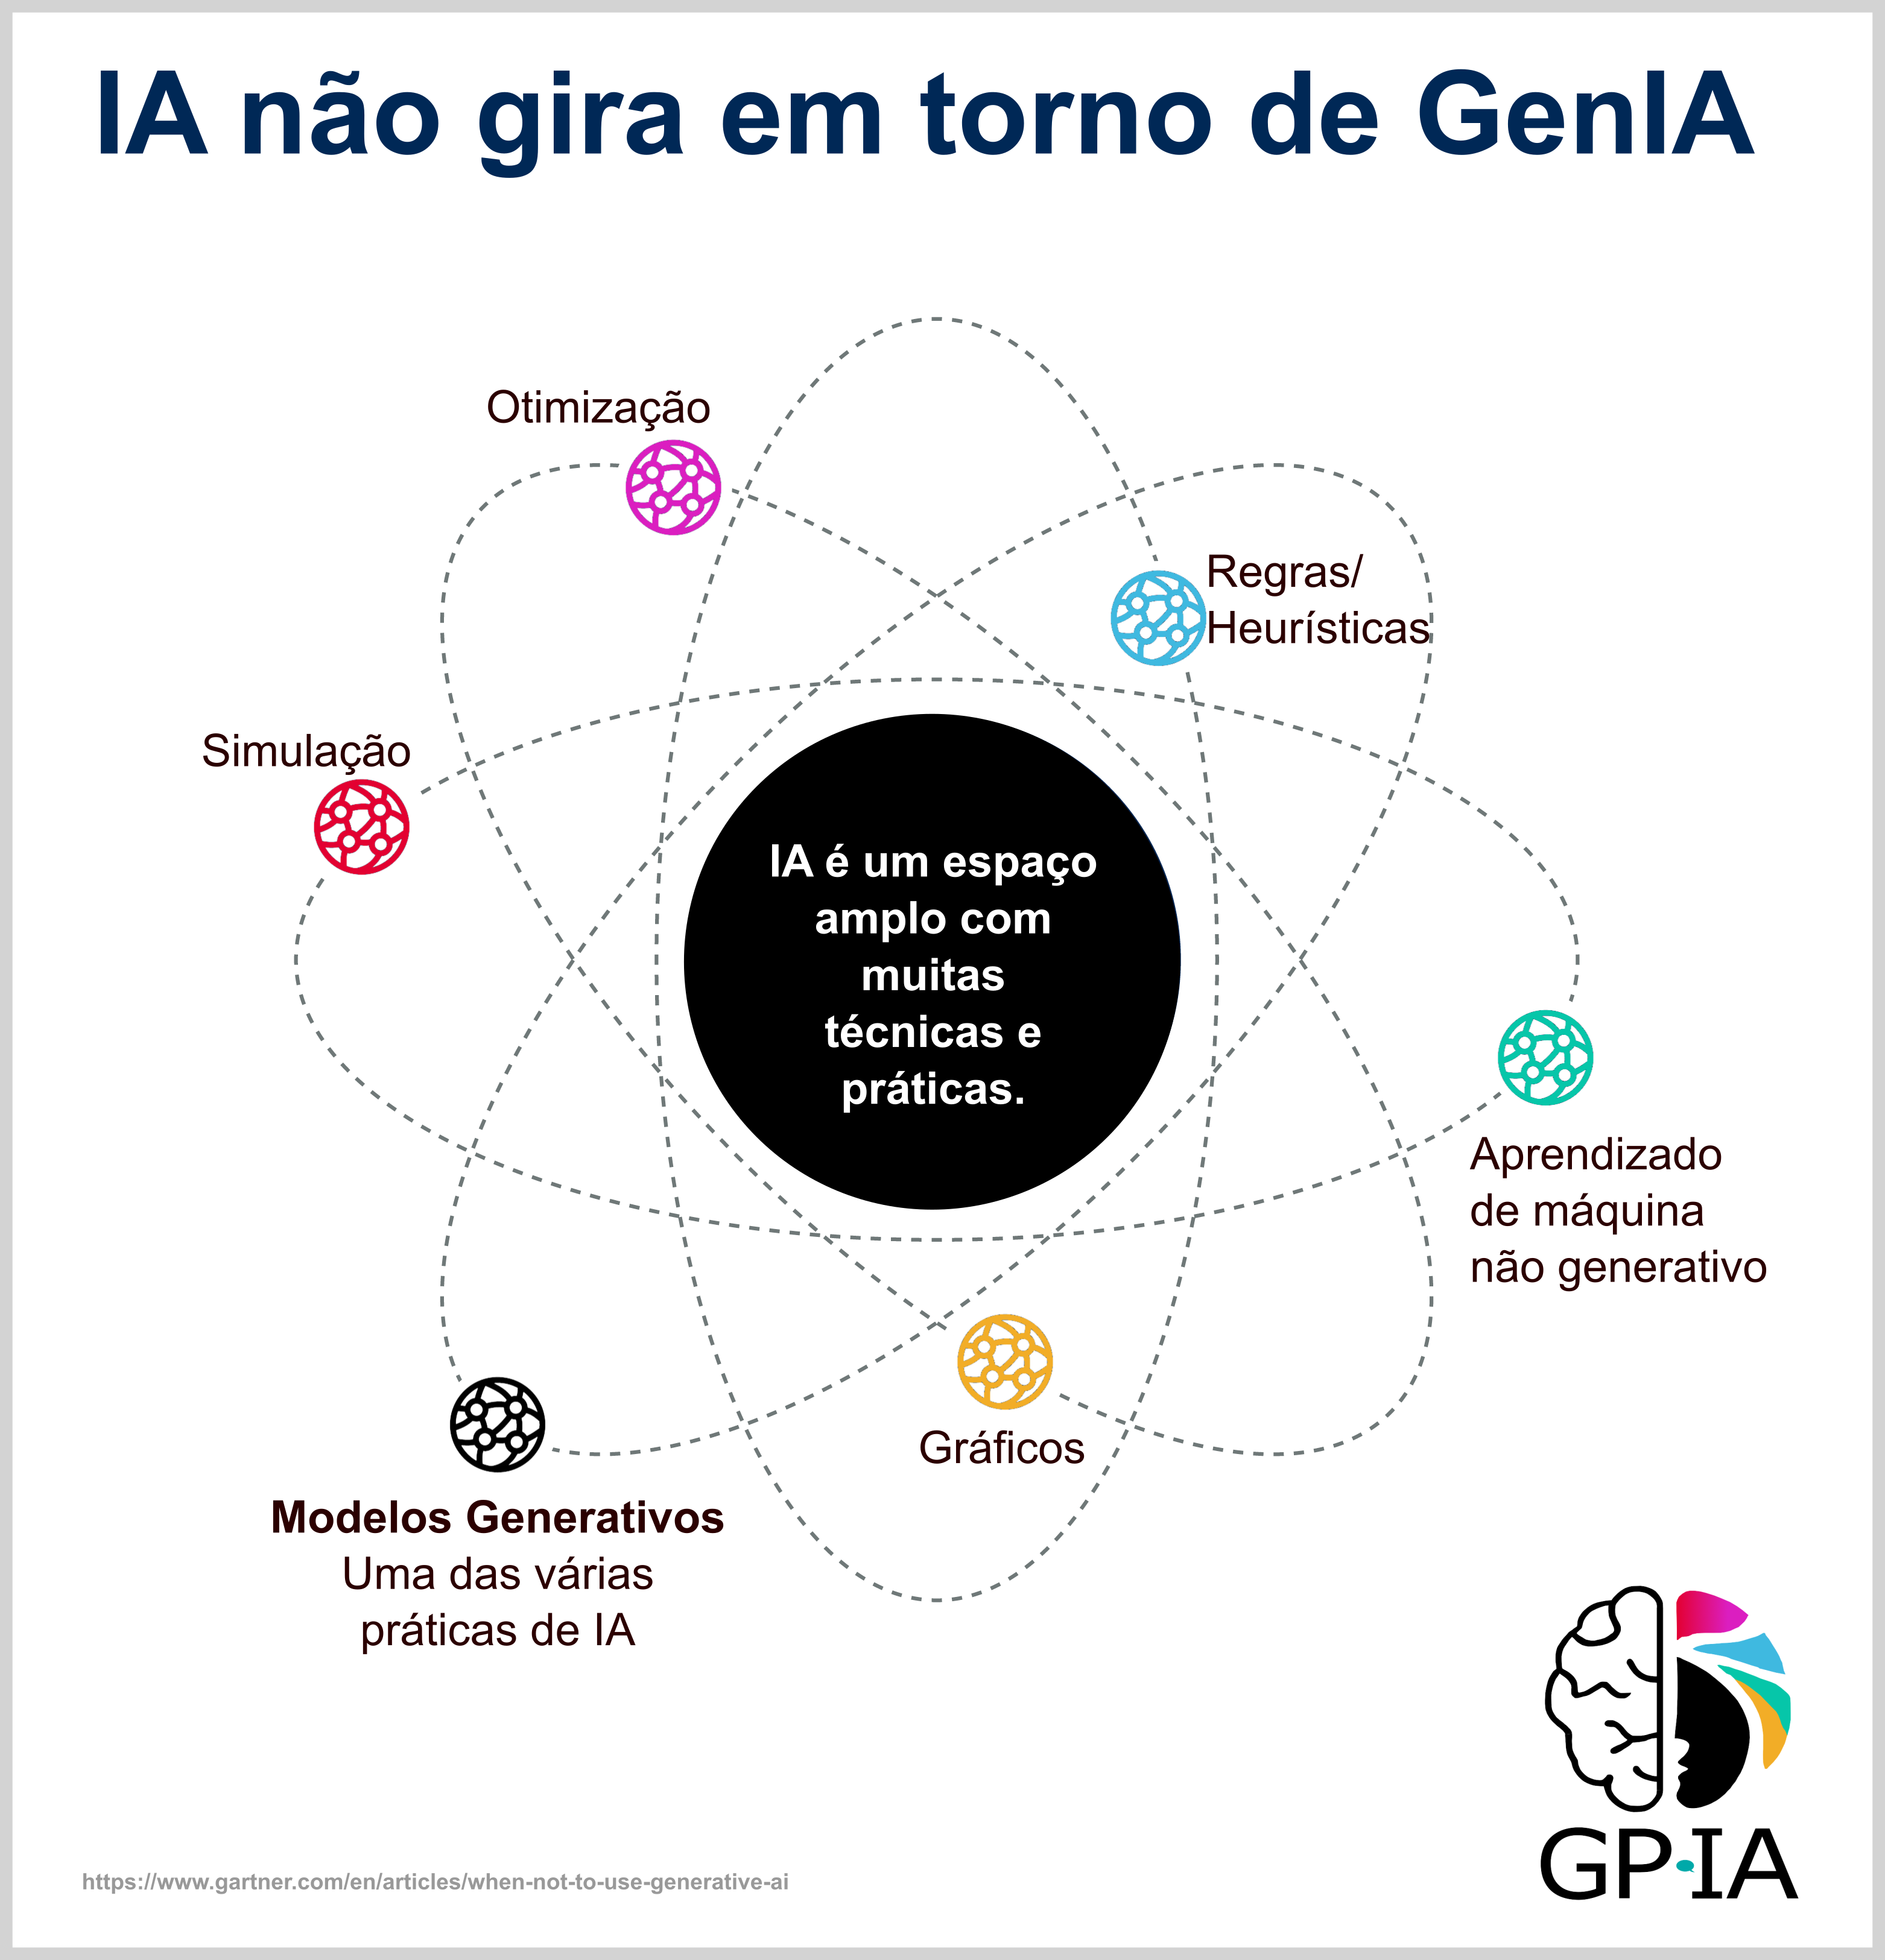 IA não gira em torno de GenIA
Otimização
Regras/
Heurísticas
Simulação
IA é um espaço
amplo com
muitas
técnicas e
práticas.
Aprendizado
de máquina
não generativo
Gráficos
Modelos Generativos
Uma das várias
práticas de IA
GP·IA
https://www.gartner.com/en/articles/when-not-to-use-generative-ai